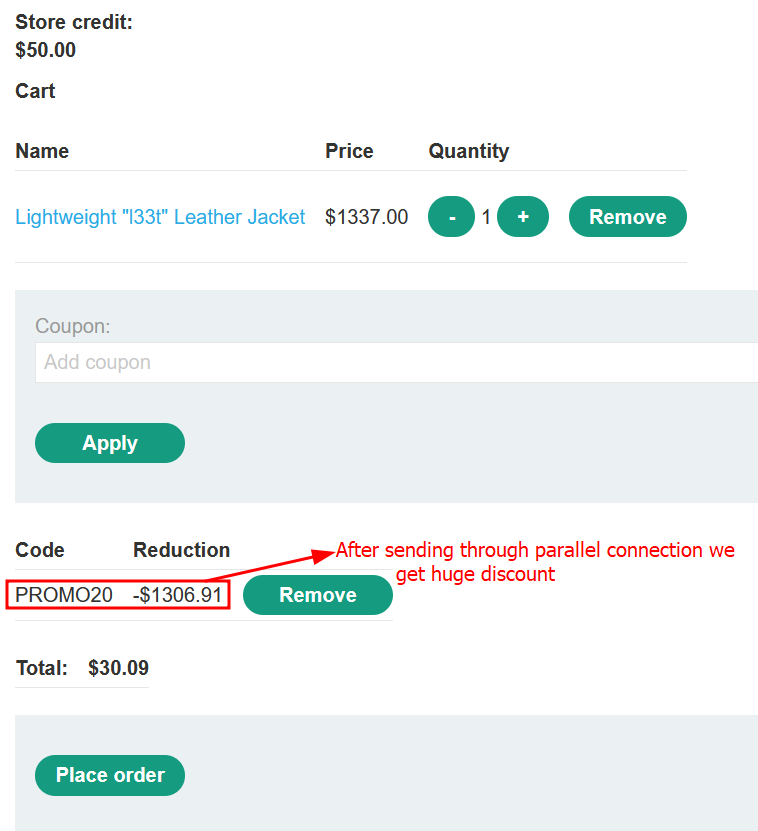 Store credit:
$50.00
Cart
Name Price Quantity
Lightweight "l33t" Leather Jacket $1337.00 - 1 + Remove
Coupon:
Add coupon
Apply
Code Reduction
After sending through parallel connection we
get huge discount
PROMO20 -$1306.91 Remove
Total: $30.09
Place order